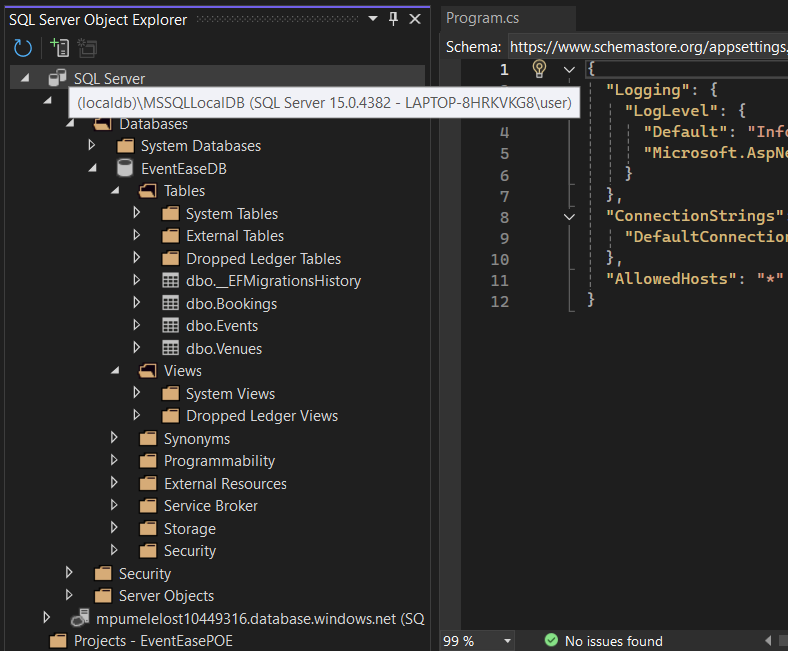 SQL Server Object Explorer
SQL Server
(localdb)\MSSQLLocalDB (SQL Server 15.0.4382 - LAPTOP-8HRKVKG8\user)
Databases
System Databases
EventEaseDB
Tables
System Tables
External Tables
Dropped Ledger Tables
dbo.__EFMigrationsHistory
dbo.Bookings
dbo.Events
dbo.Venues
Views
System Views
Dropped Ledger Views
Synonyms
Programmability
External Resources
Service Broker
Storage
Security
Security
Server Objects
mpumelelost10449316.database.windows.net (SQ
Projects - EventEasePOE
Program.cs
Schema: https://www.schemastore.org/appsettings.
1 {
"Logging": {
"LogLevel": {
4 "Default": "Info
5 "Microsoft.AspNe
6 }
7 },
8 "ConnectionStrings"
9 "DefaultConnection
10 },
11 "AllowedHosts": "*"
12 }
99 % No issues found